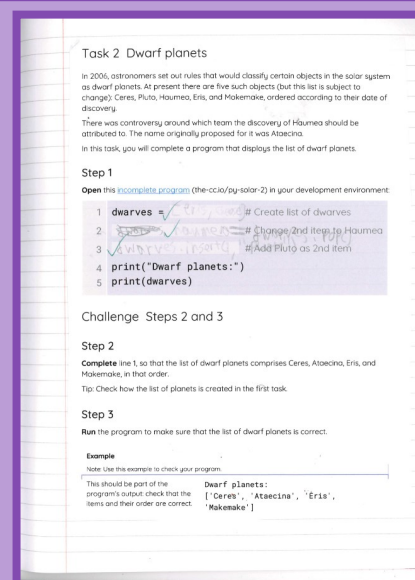 Task 2 Dwarf planets
In 2006, astronomers set out rules that would classify certain objects in the solar system
as dwarf planets. At present there are five such objects (but this list is subject to
change): Ceres, Pluto, Haumea, Eris, and Makemake, ordered according to their date of
discovery.
There was controversy around which team the discovery of Haumea should be
attributed to. The name originally proposed for it was Ataecina.
In this task, you will complete a program that displays the list of dwarf planets.
Step 1
Open this incomplete program (the-cc.io/py-solar-2) in your development environment:
1 dwarves = # Create list of dwarves
2 # Change 2nd item to Haumea
3 # Add Pluto as 2nd item
4 print("Dwarf planets:")
5 print(dwarves)
Challenge Steps 2 and 3
Step 2
Complete line 1, so that the list of dwarf planets comprises Ceres, Ataecina, Eris, and
Makemake, in that order.
Tip: Check how the list of planets is created in the first task.
Step 3
Run the program to make sure that the list of dwarf planets is correct.
Example
Note: Use this example to check your program.
This should be part of the Dwarf planets:
program's output: check that the ['Ceres', 'Ataecina', 'Eris',
items and their order are correct. 'Makemake']